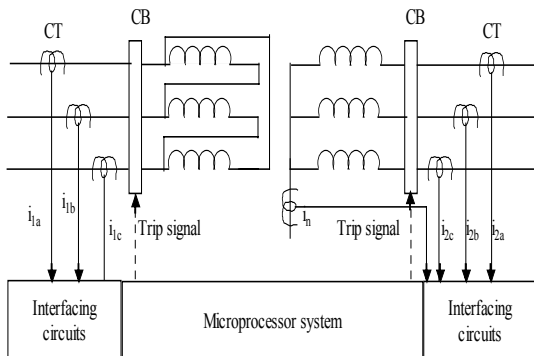 CB
CB
CT
CT
i1a
i1b
i1c
Trip signal
in
Trip signal
i2c
i2b
i2a
Interfacing
circuits
Microprocessor system
Interfacing
circuits